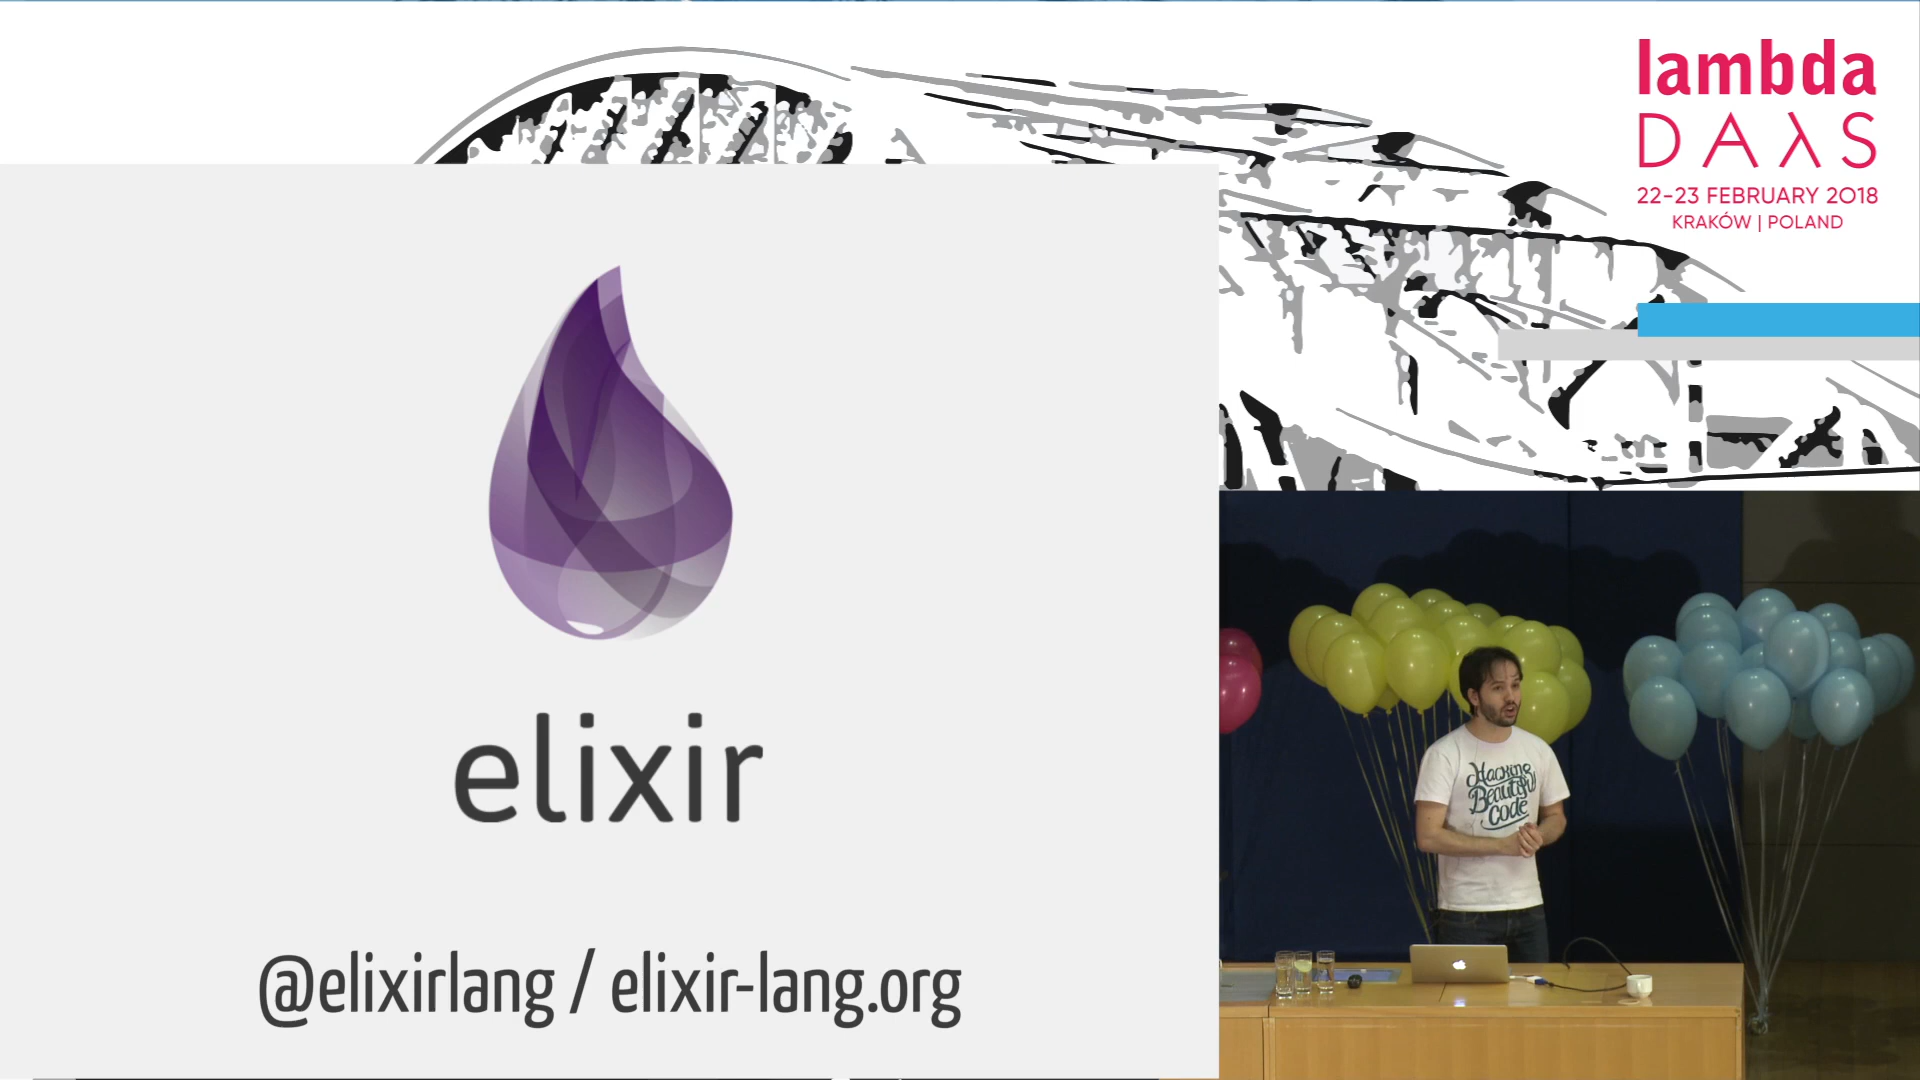 lambda
DAλS
22-23 FEBRUARY 2018
KRAKÓW | POLAND
elixir
@elixirlang / elixir-lang.org
Hacking
Beautiful
Code